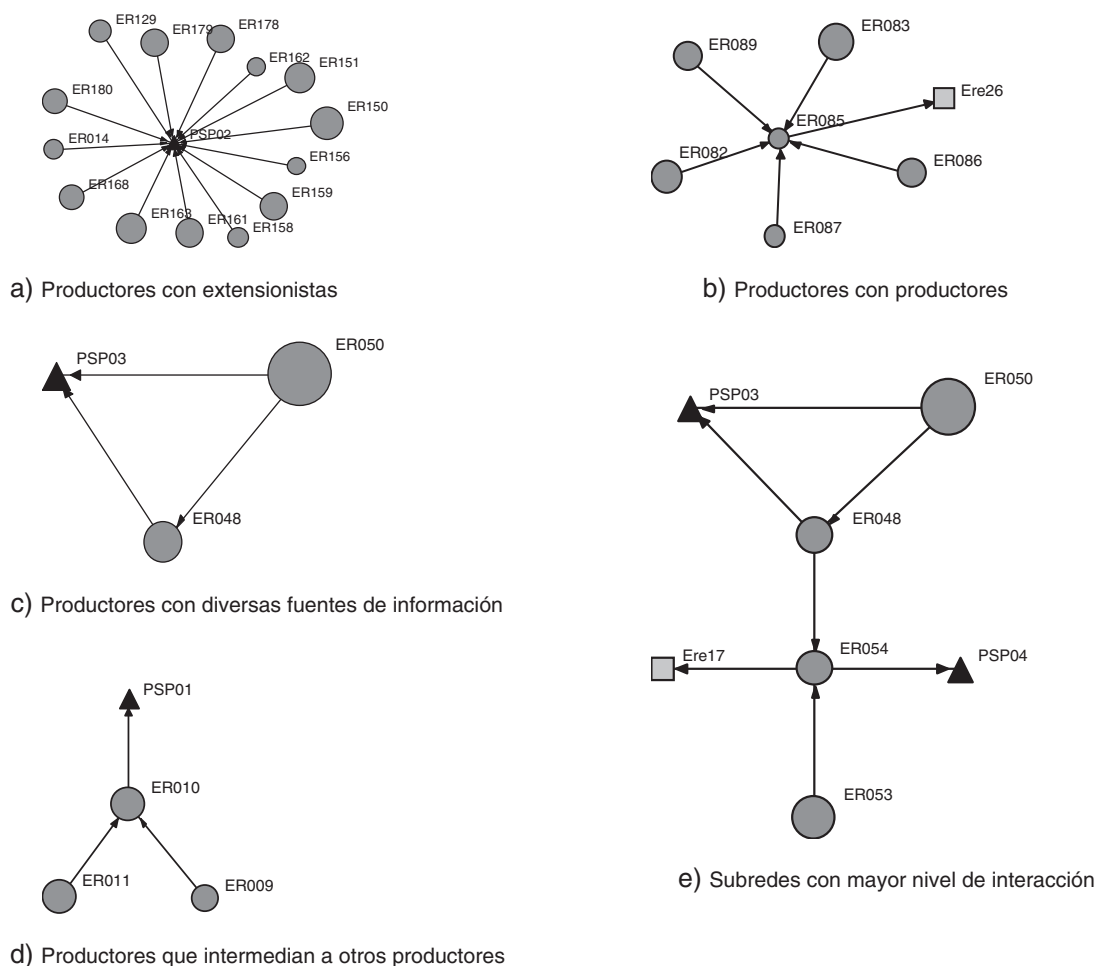 ER129
ER179
ER178
ER162
ER151
ER180
ER150
ER014
PSP02
ER156
ER168
ER159
ER163
ER161
ER158
a) Productores con extensionistas
ER089
ER083
Ere26
ER085
ER082
ER086
ER087
b) Productores con productores
PSP03
ER050
ER048
c) Productores con diversas fuentes de información
PSP01
ER010
ER011
ER009
d) Productores que intermedian a otros productores
PSP03
ER050
ER048
Ere17
ER054
PSP04
ER053
e) Subredes con mayor nivel de interacción